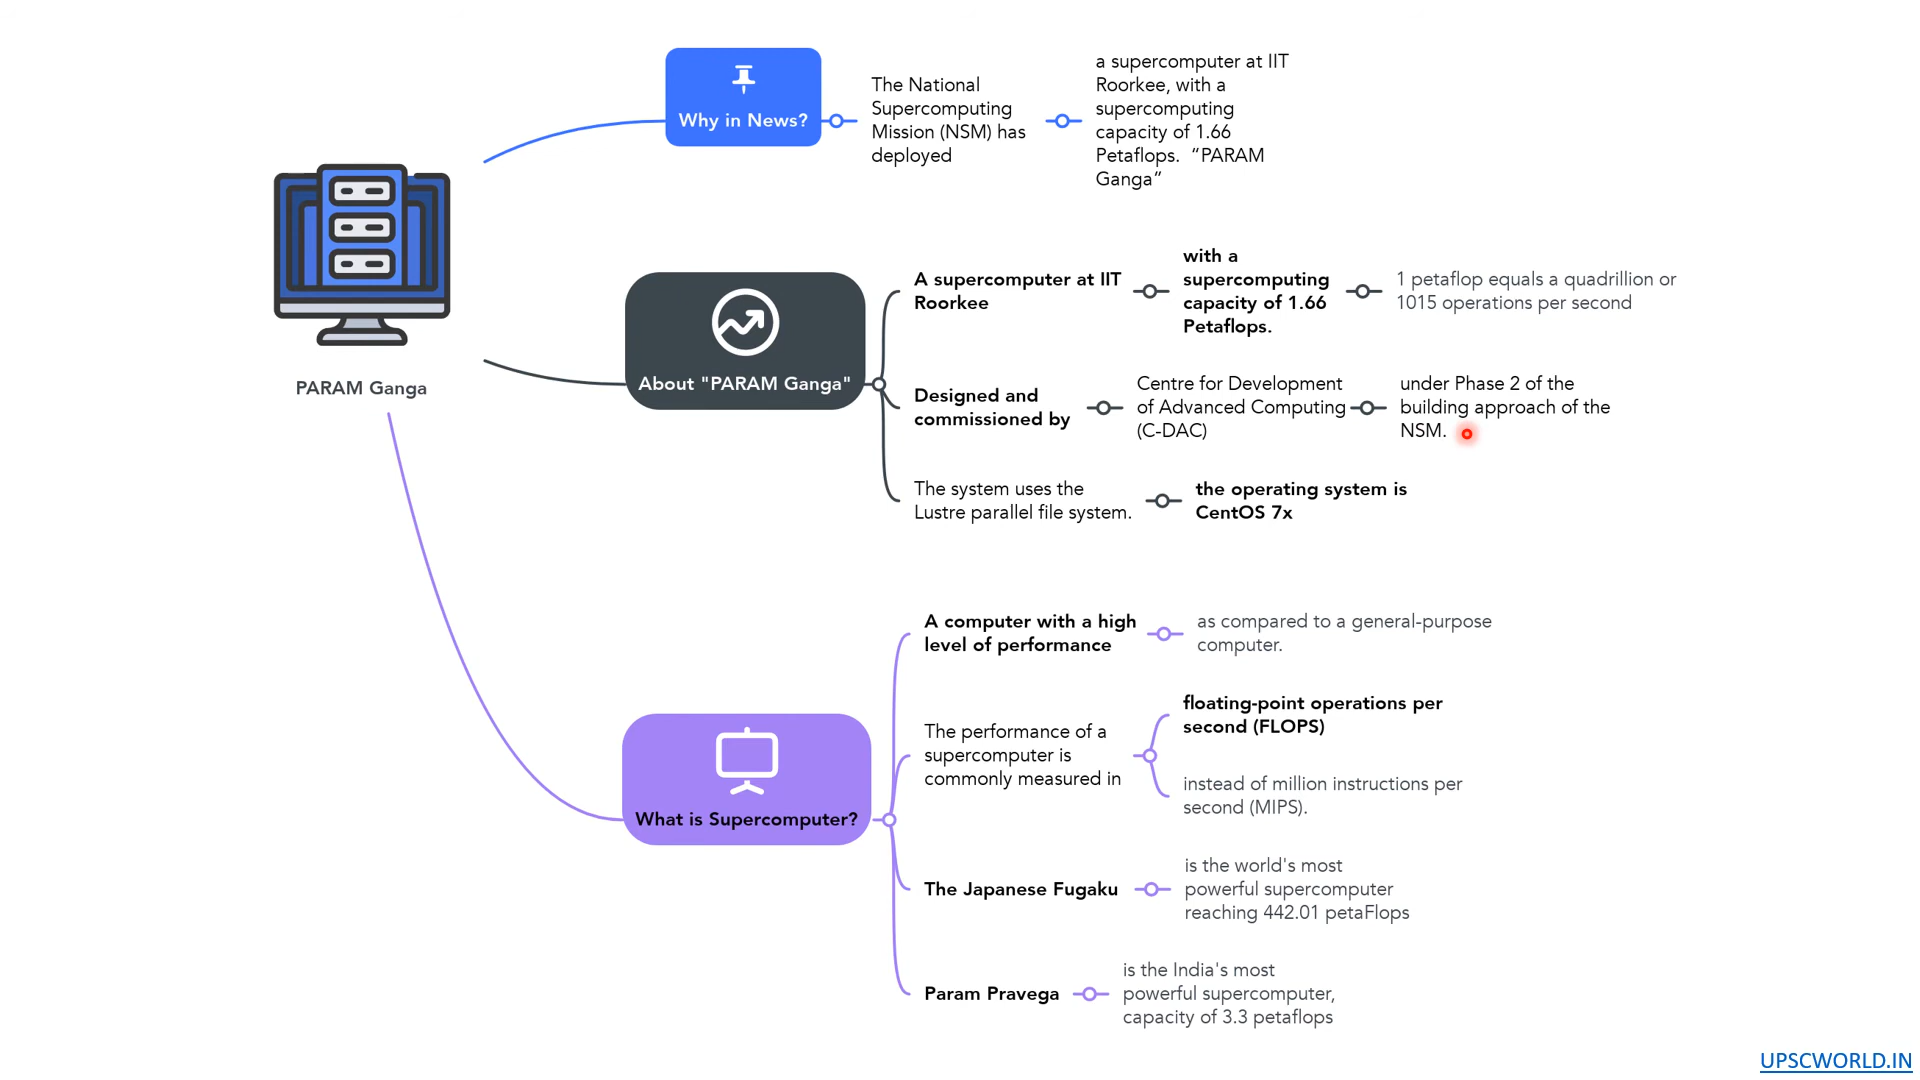 PARAM Ganga
Why in News?
The National
Supercomputing
Mission (NSM) has
deployed
a supercomputer at IIT
Roorkee, with a
supercomputing
capacity of 1.66
Petaflops.  “PARAM
Ganga”
About "PARAM Ganga"
A supercomputer at IIT
Roorkee
with a
supercomputing
capacity of 1.66
Petaflops.
1 petaflop equals a quadrillion or
1015 operations per second
Designed and
commissioned by
Centre for Development
of Advanced Computing
(C-DAC)
under Phase 2 of the
building approach of the
NSM.
The system uses the
Lustre parallel file system.
the operating system is
CentOS 7x
What is Supercomputer?
A computer with a high
level of performance
as compared to a general-purpose
computer.
The performance of a
supercomputer is
commonly measured in
floating-point operations per
second (FLOPS)
instead of million instructions per
second (MIPS).
The Japanese Fugaku
is the world's most
powerful supercomputer
reaching 442.01 petaFlops
Param Pravega
is the India's most
powerful supercomputer,
capacity of 3.3 petaflops
UPSCWORLD.IN